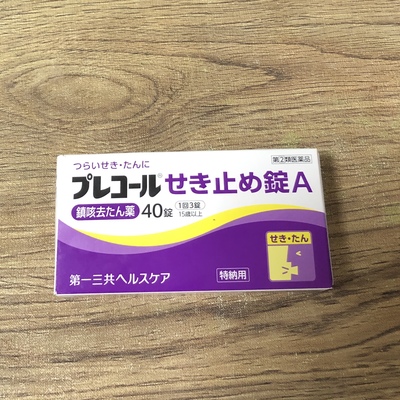 第②類医薬品
つらいせき・たんに
プレコール®せき止め錠A
鎮咳去たん薬 40錠 1回3錠 15歳以上
せき・たん
第一三共ヘルスケア
特納用